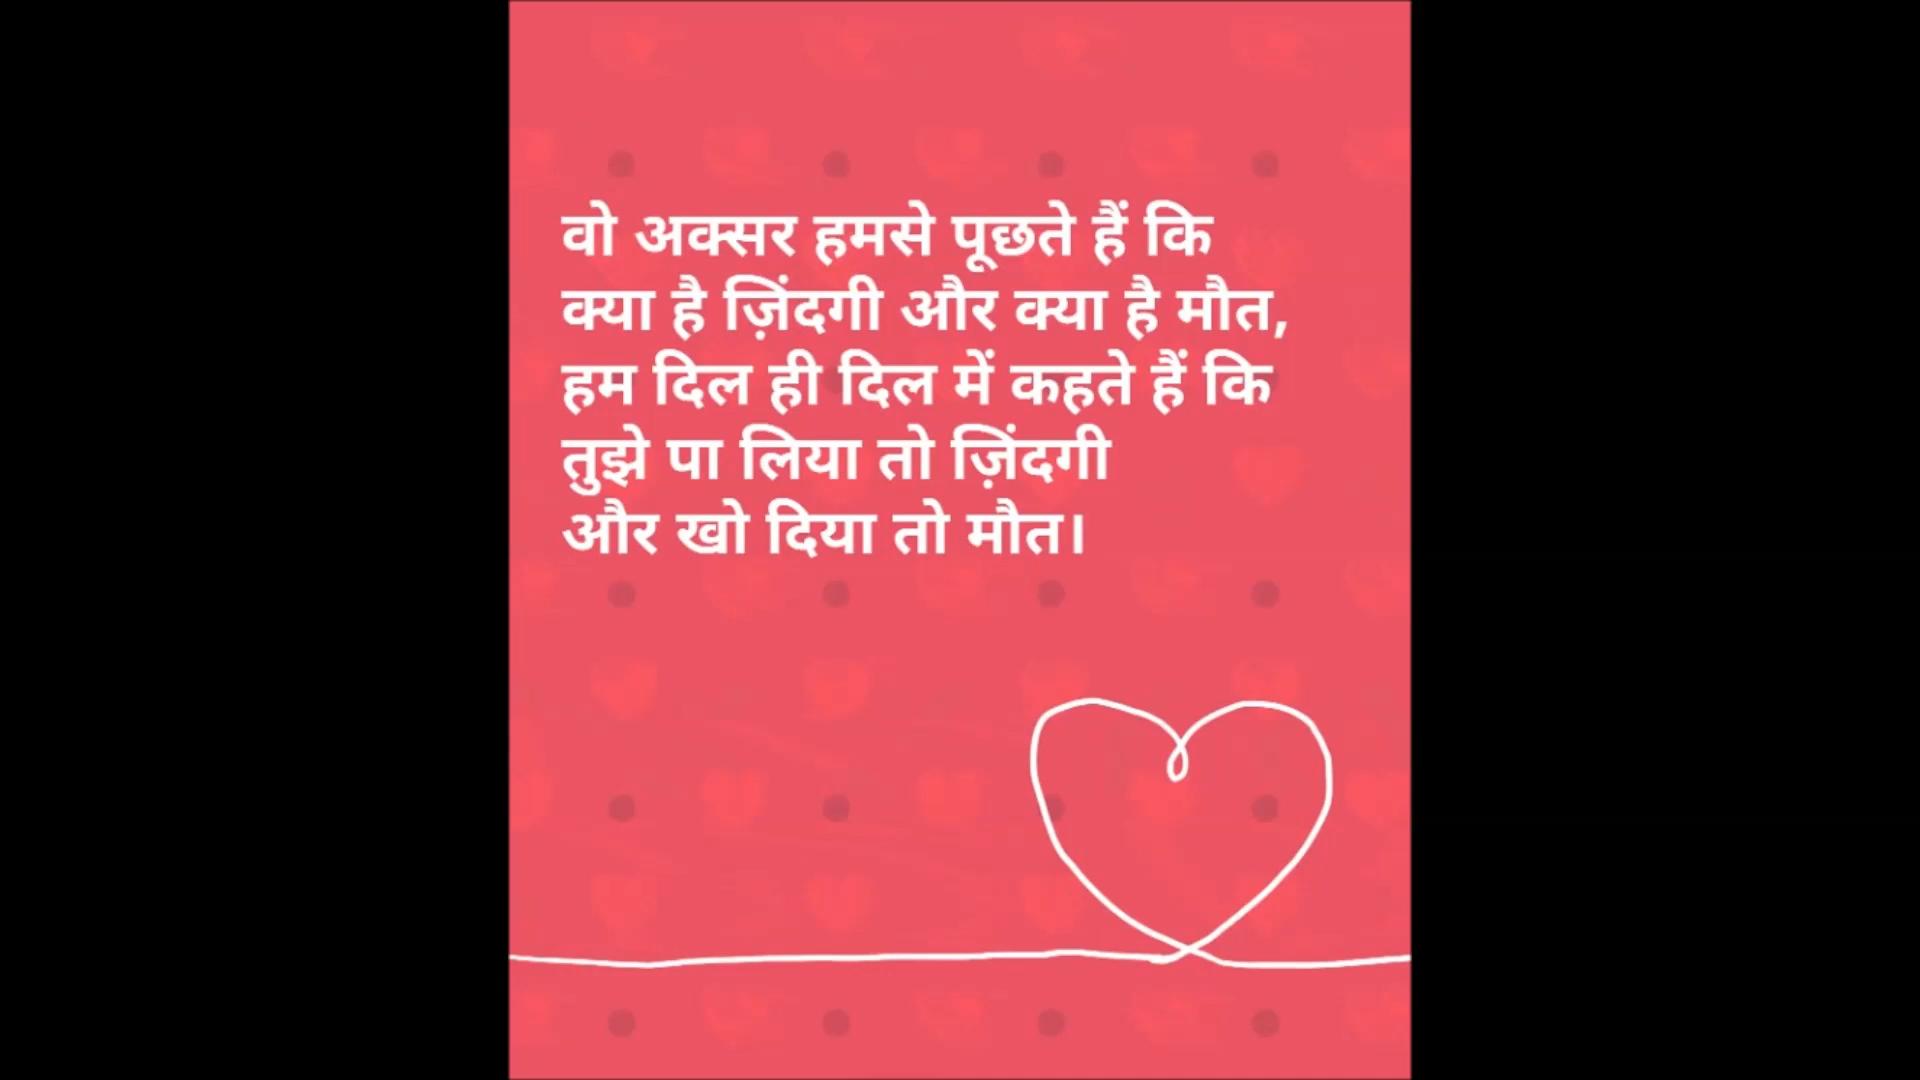 वो अक्सर हमसे पूछते हैं कि
क्या है ज़िंदगी और क्या है मौत,
हम दिल ही दिल में कहते हैं कि
तुझे पा लिया तो ज़िंदगी
और खो दिया तो मौत।